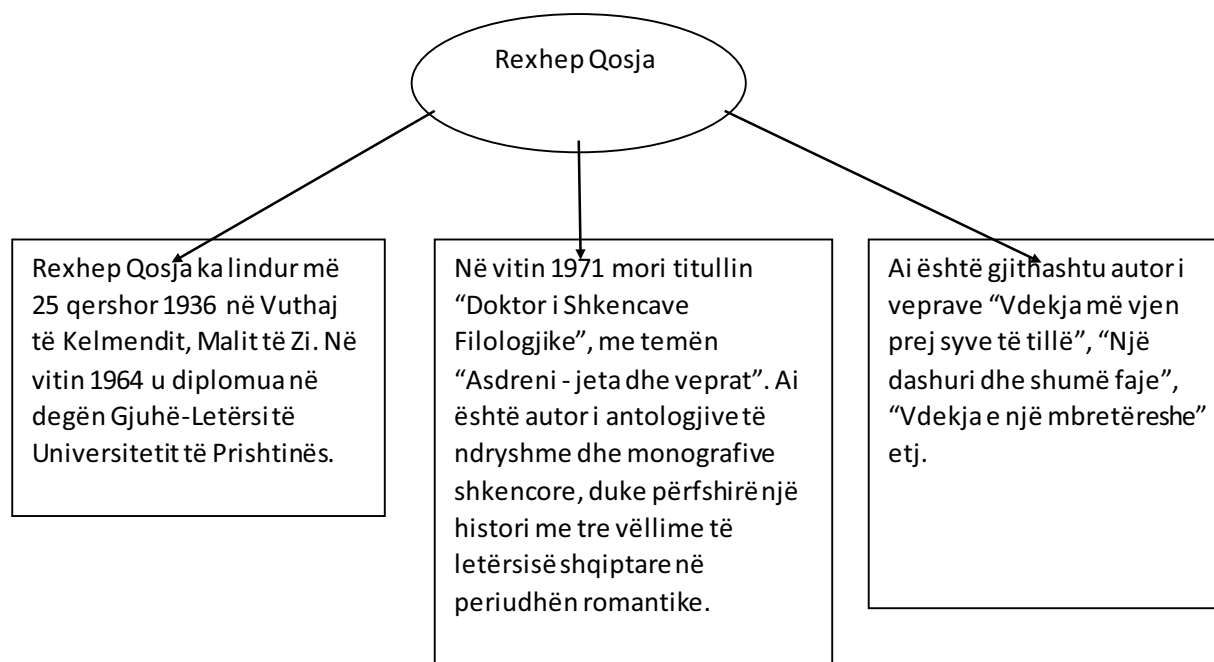 Rexhep Qosja
Rexhep Qosja ka lindur më
25 qershor 1936 në Vuthaj
të Kelmendit, Malit të Zi. Në
vitin 1964 u diplomua në
degën Gjuhë-Letërsi të
Universitetit të Prishtinës.
Në vitin 1971 mori titullin
“Doktor i Shkencave
Filologjike”, me temën
“Asdreni - jeta dhe veprat”. Ai
është autor i antologjive të
ndryshme dhe monografive
shkencore, duke përfshirë një
histori me tre vëllime të
letërsisë shqiptare në
periudhën romantike.
Ai është gjithashtu autor i
veprave “Vdekja më vjen
prej syve të tillë”, “Një
dashuri dhe shumë faje”,
“Vdekja e një mbretëreshe”
etj.